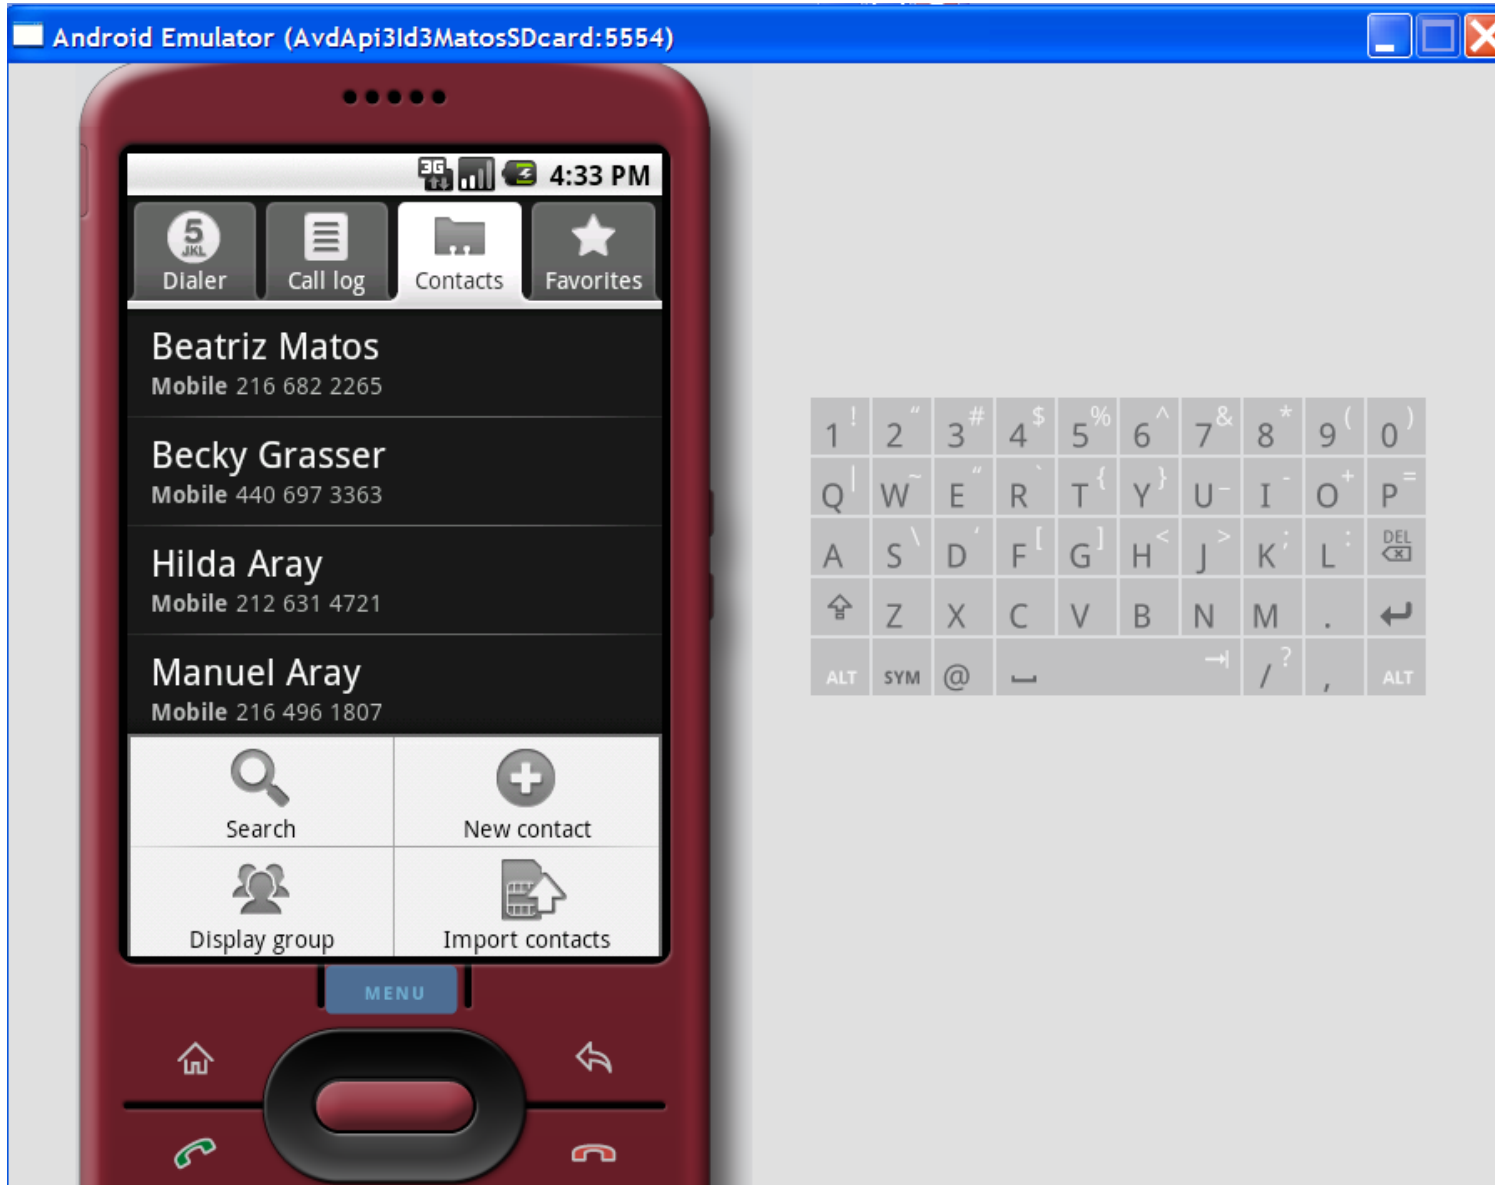 Android Emulator (AvdApi3Id3MatosSDcard:5554)
3G 4:33 PM
5 JKL
Dialer Call log Contacts Favorites
Beatriz Matos
Mobile 216 682 2265
Becky Grasser
Mobile 440 697 3363
Hilda Aray
Mobile 212 631 4721
Manuel Aray
Mobile 216 496 1807
Search New contact
Display group Import contacts
MENU
1 ! 2 “ 3 # 4 $ 5 % 6 ^ 7 & 8 * 9 ( 0 )
Q | W ~ E “ R ` T { Y } U _ I - O + P =
A S \ D ‘ F [ G ] H < J > K ; L : DEL
Z X C V B N M .
ALT SYM @ / ? , ALT